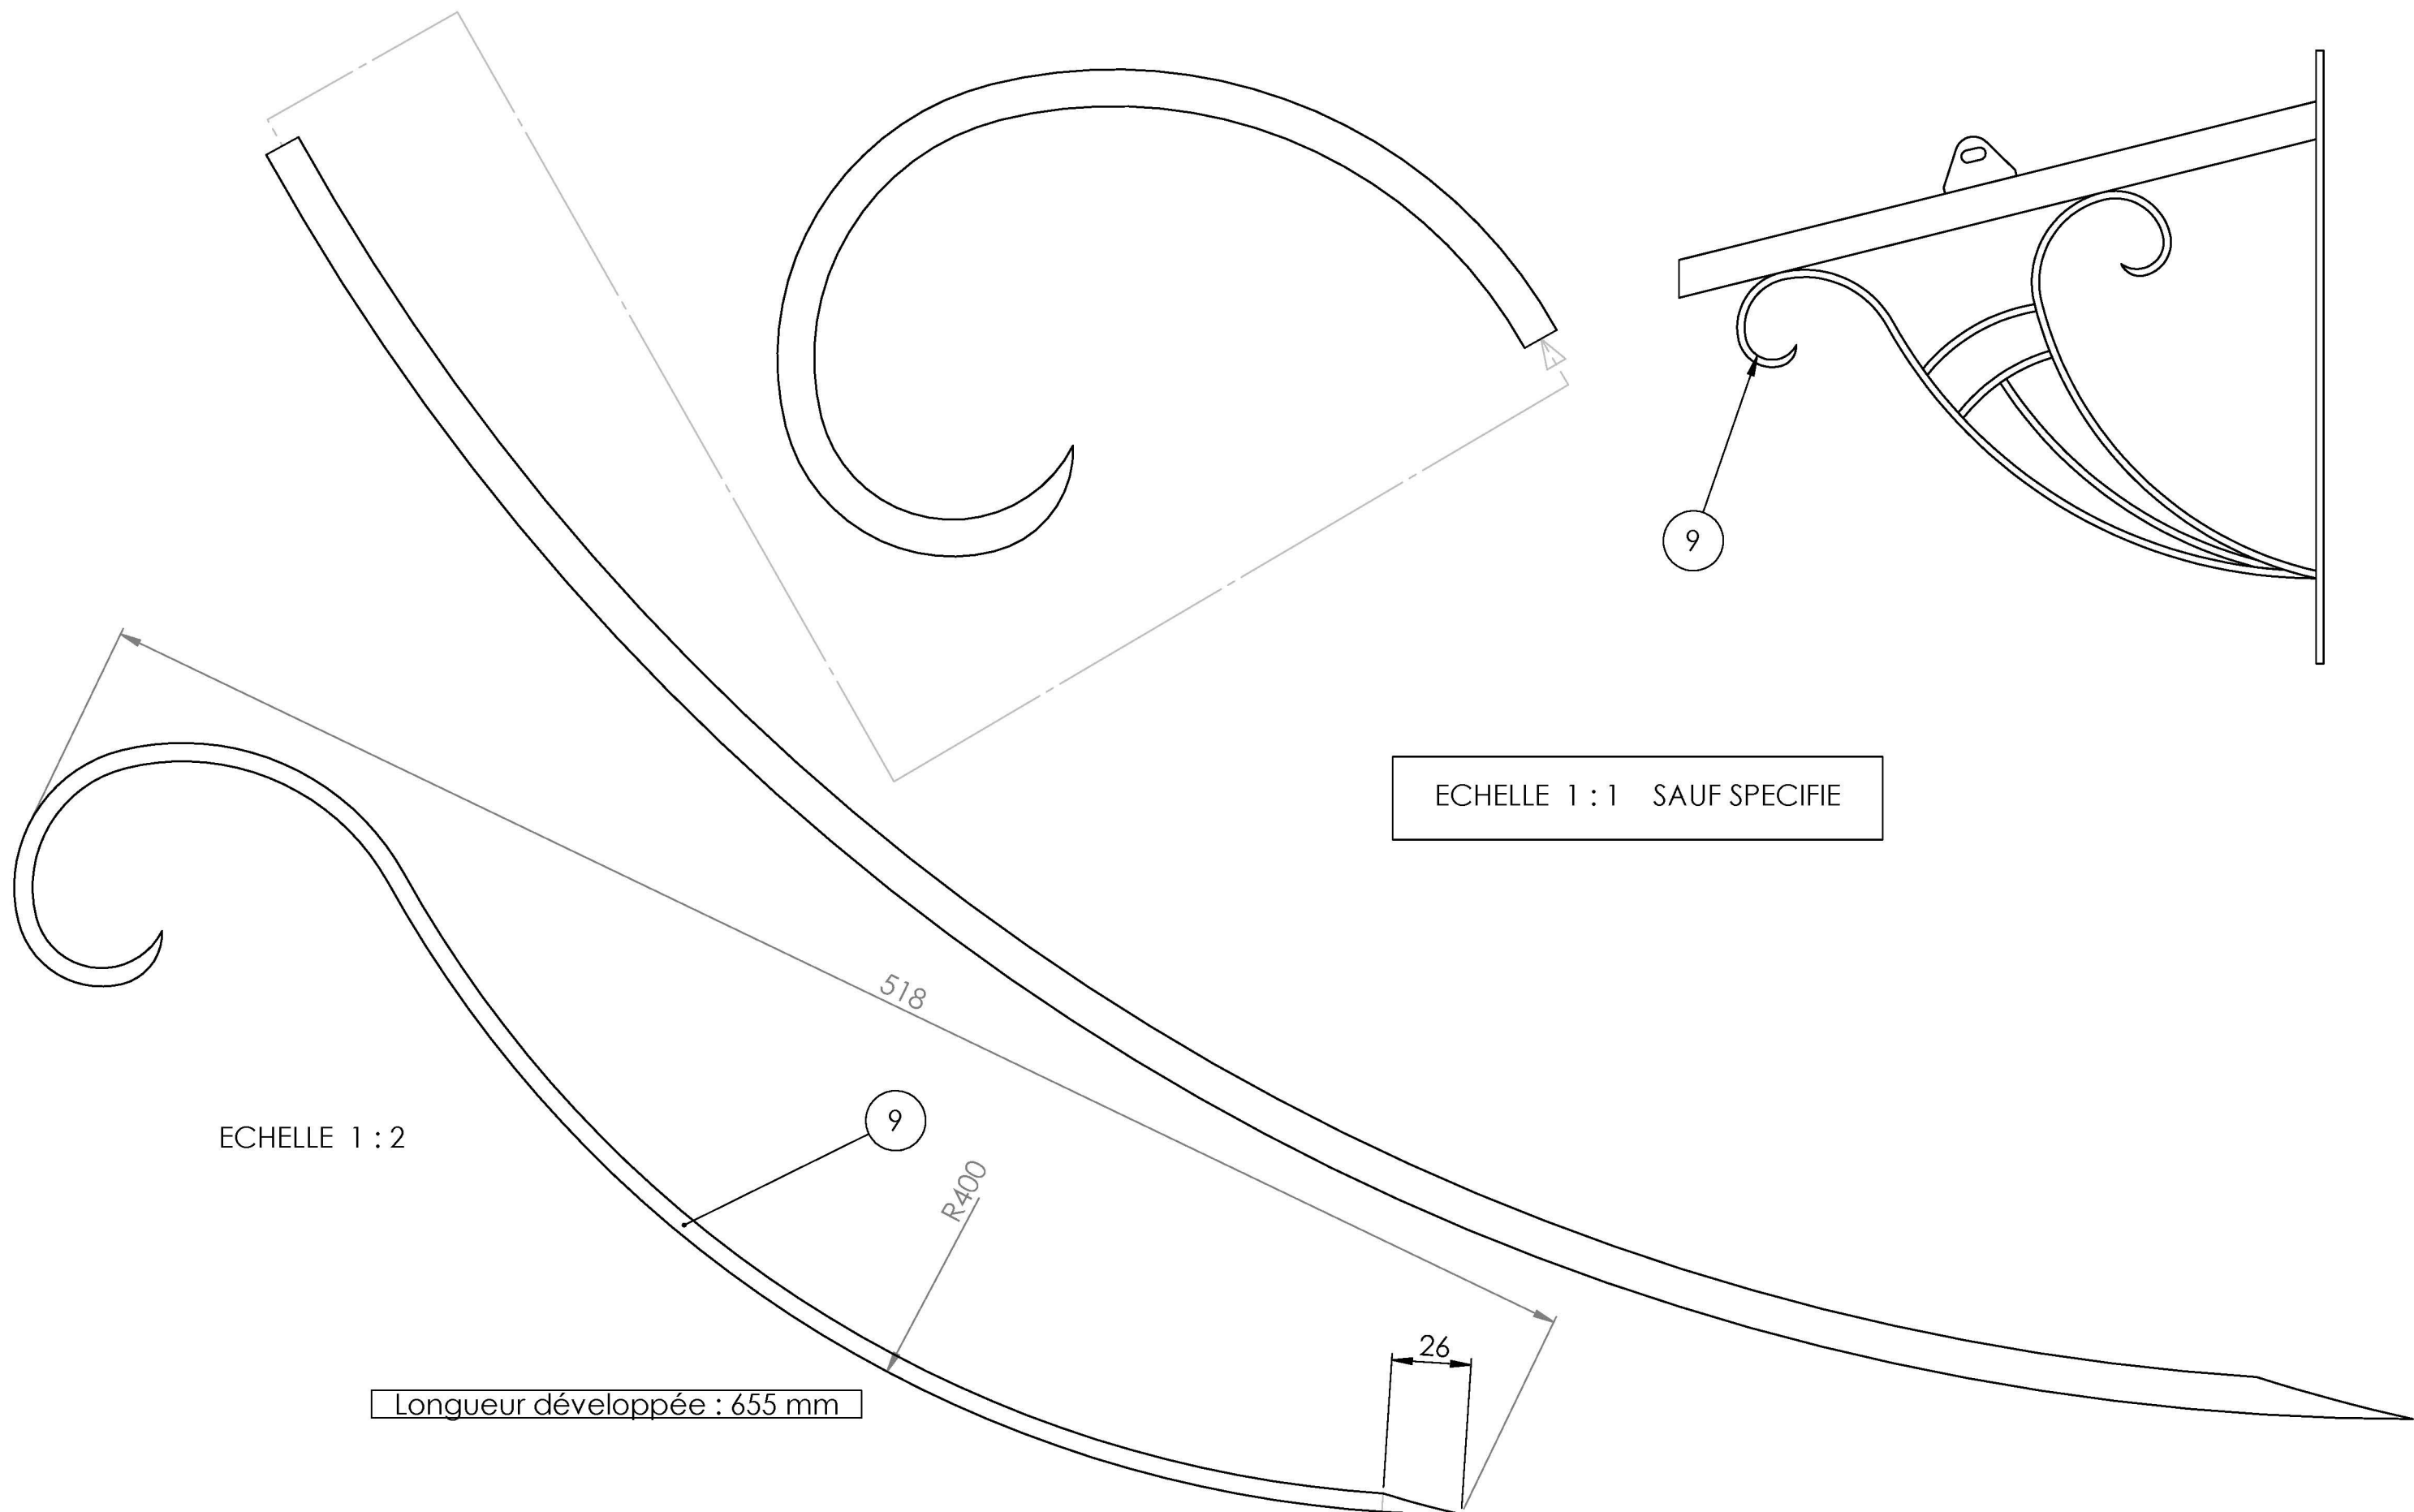 9
ECHELLE 1 : 1 SAUF SPECIFIE
518
9
ECHELLE 1 : 2
R400
26
Longueur développée : 655 mm